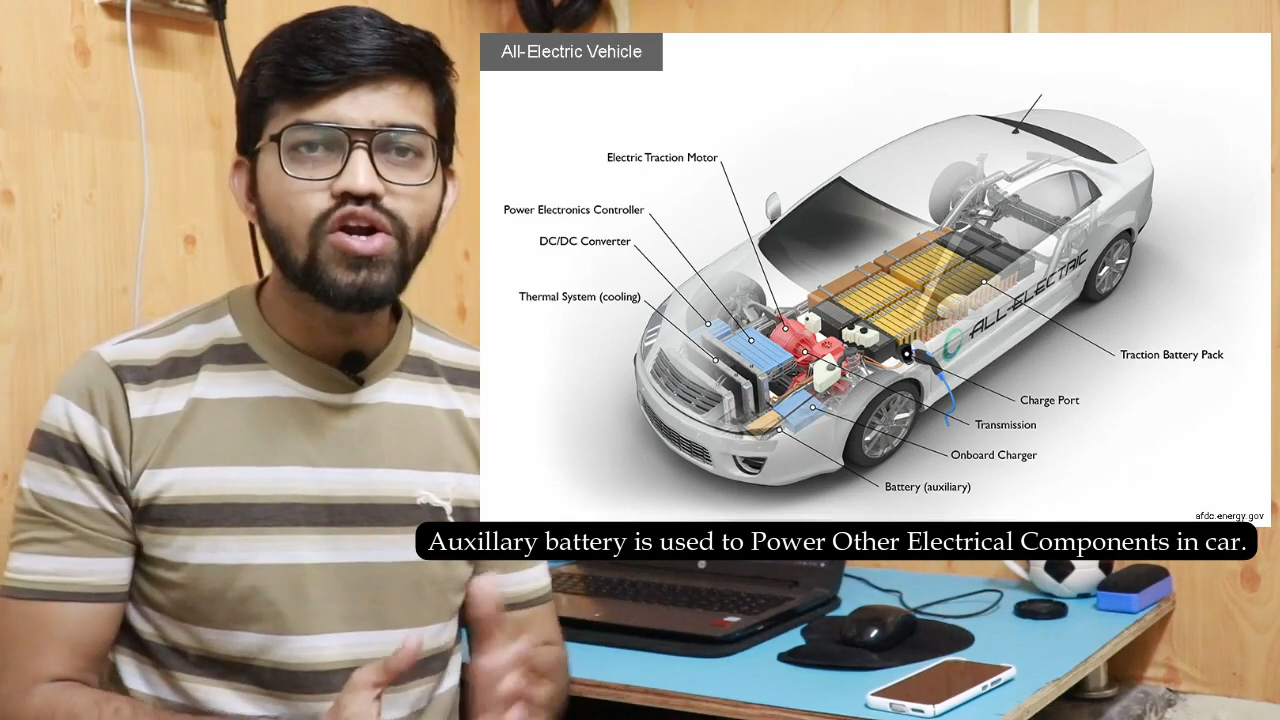 All-Electric Vehicle
Electric Traction Motor
Power Electronics Controller
DC/DC Converter
Thermal System (cooling)
ALL-ELECTRIC
Traction Battery Pack
Charge Port
Transmission
Onboard Charger
Battery (auxiliary)
afdc.energy.gov
Auxillary battery is used to Power Other Electrical Components in car.